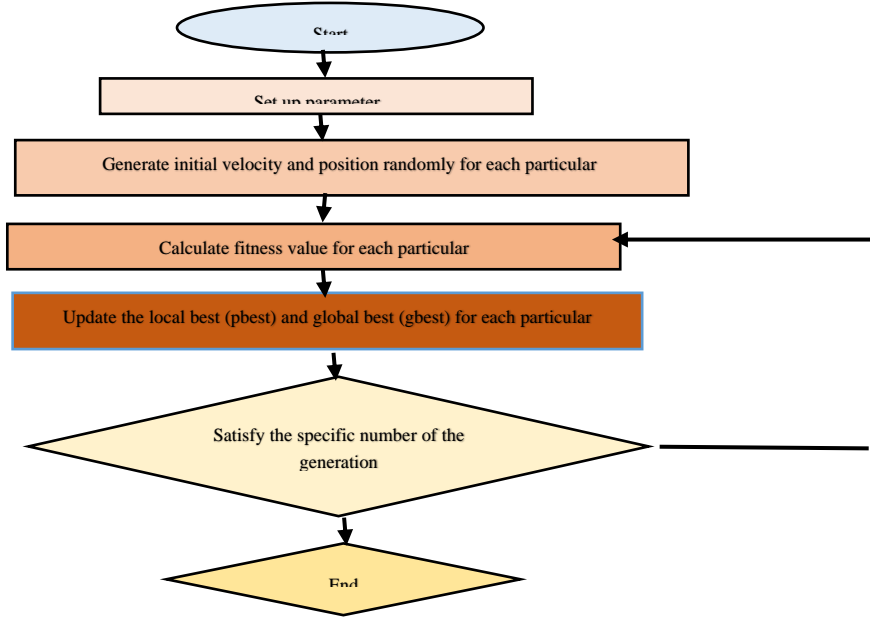 Start
Set up parameter
Generate initial velocity and position randomly for each particular
Calculate fitness value for each particular
Update the local best (pbest) and global best (gbest) for each particular
Satisfy the specific number of the
generation
End